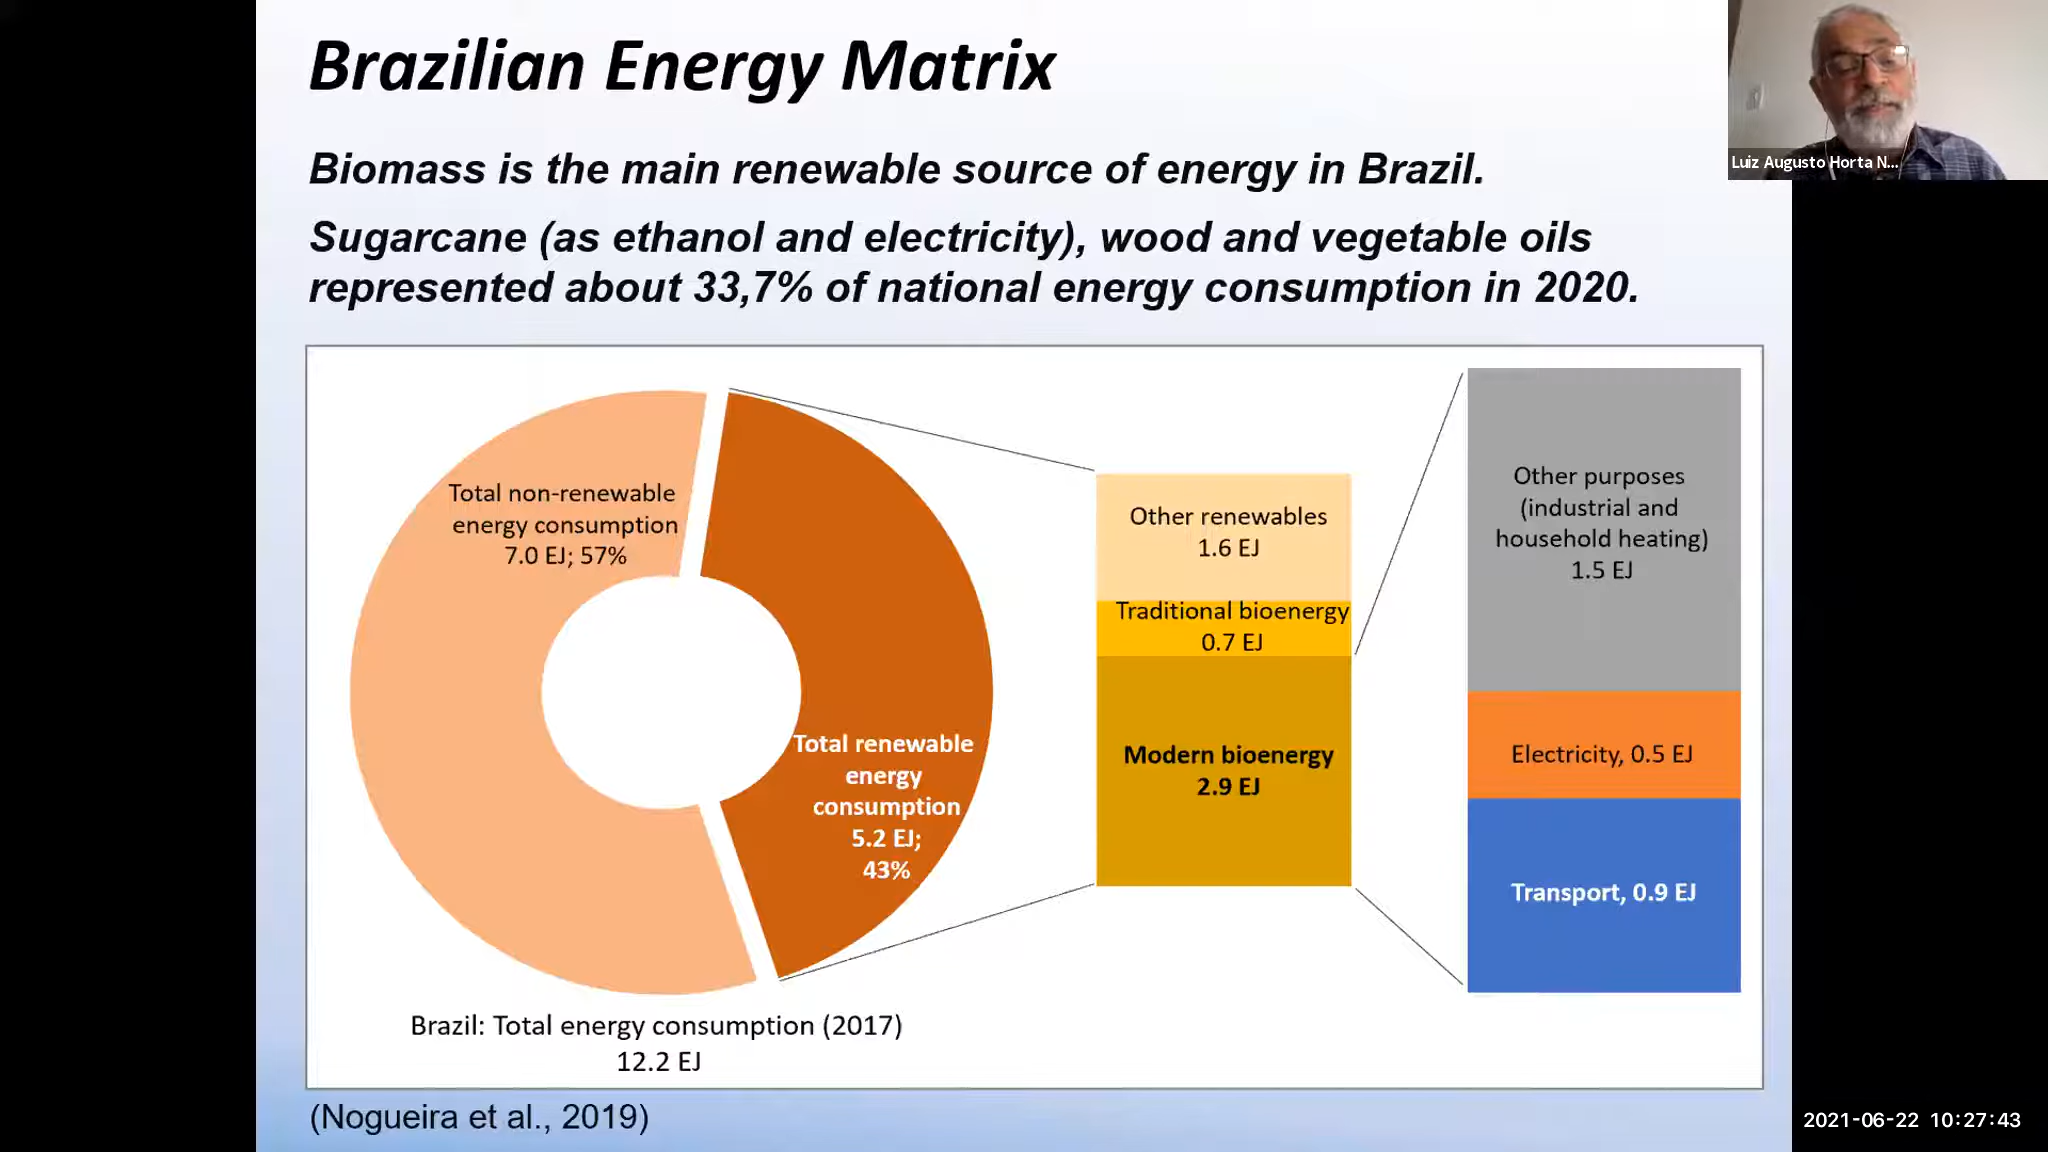 Brazilian Energy Matrix
Luiz Augusto Horta N...
Biomass is the main renewable source of energy in Brazil.
Sugarcane (as ethanol and electricity), wood and vegetable oils
represented about 33,7% of national energy consumption in 2020.
Total non-renewable
energy consumption
7.0 EJ; 57%
Total renewable
energy
consumption
5.2 EJ;
43%
Other renewables
1.6 EJ
Traditional bioenergy
0.7 EJ
Modern bioenergy
2.9 EJ
Other purposes
(industrial and
household heating)
1.5 EJ
Electricity, 0.5 EJ
Transport, 0.9 EJ
Brazil: Total energy consumption (2017)
12.2 EJ
(Nogueira et al., 2019)
2021-06-22 10:27:43